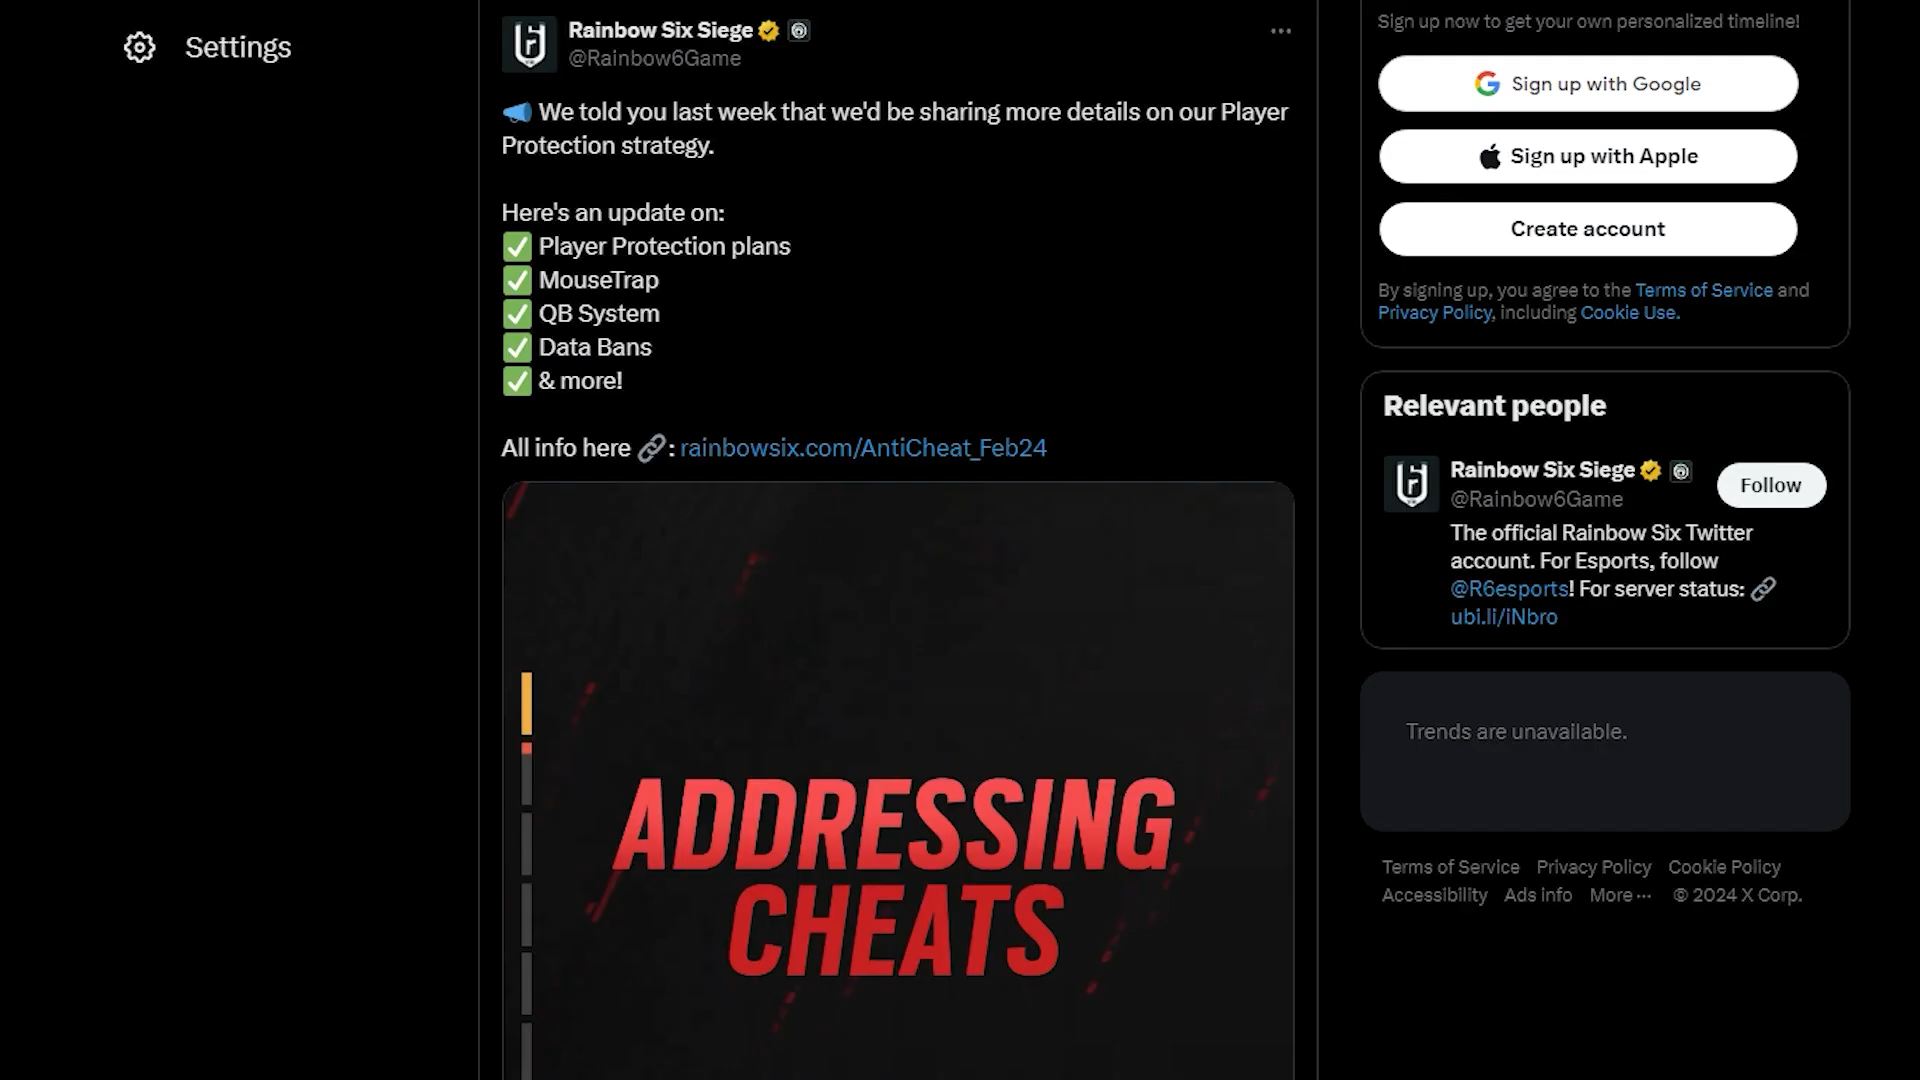 Settings
Rainbow Six Siege
@Rainbow6Game
We told you last week that we'd be sharing more details on our Player
Protection strategy.
Here's an update on:
Player Protection plans
MouseTrap
QB System
Data Bans
& more!
All info here : rainbowsix.com/AntiCheat_Feb24
ADDRESSING
CHEATS
Sign up now to get your own personalized timeline!
Sign up with Google
Sign up with Apple
Create account
By signing up, you agree to the Terms of Service and
Privacy Policy, including Cookie Use.
Relevant people
Rainbow Six Siege
@Rainbow6Game
Follow
The official Rainbow Six Twitter
account. For Esports, follow
@R6esports! For server status:
ubi.li/iNbro
Trends are unavailable.
Terms of Service Privacy Policy Cookie Policy
Accessibility Ads info More ... © 2024 X Corp.